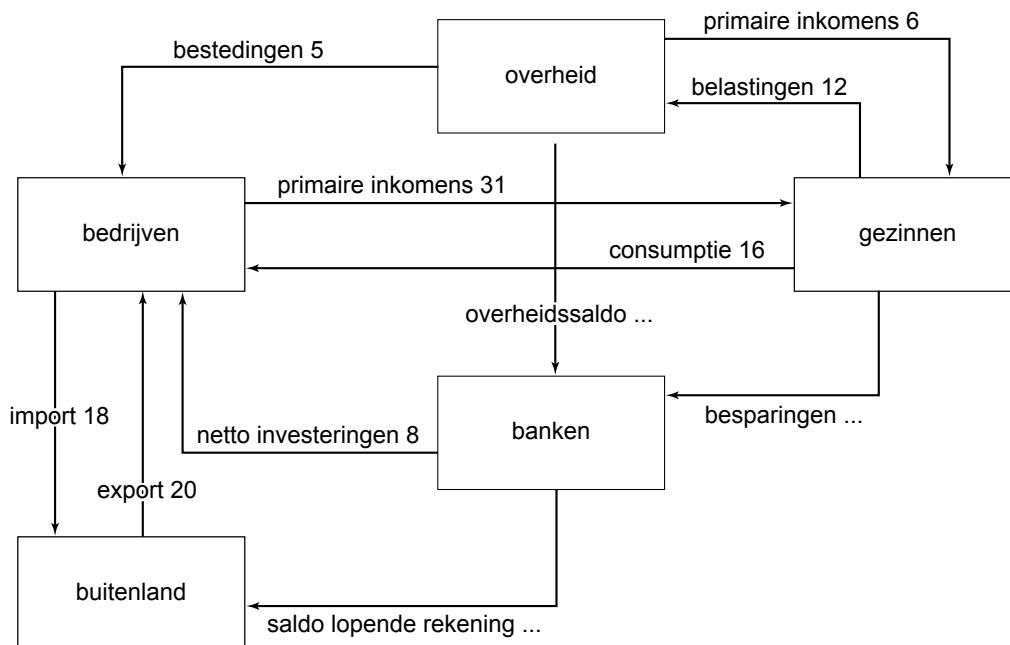 primaire inkomens 6
bestedingen 5
overheid
belastingen 12
primaire inkomens 31
bedrijven
gezinnen
consumptie 16
overheidssaldo ...
import 18
netto investeringen 8
banken
besparingen ...
export 20
buitenland
saldo lopende rekening ...